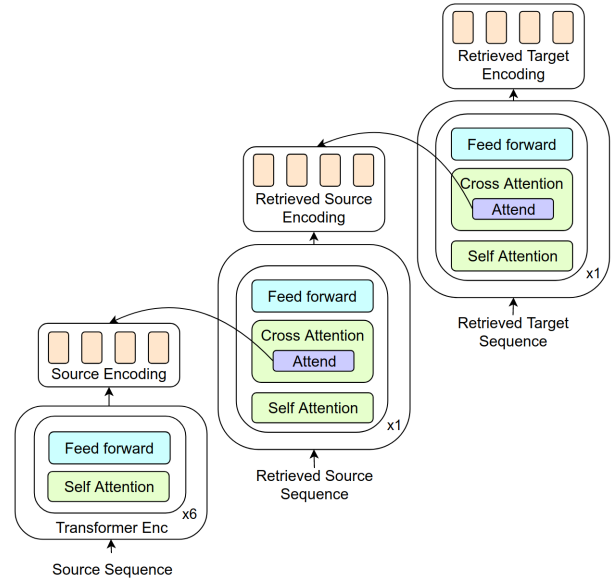 Retrieved Target
Encoding
Feed forward
Cross Attention
Attend
Self Attention
x1
Retrieved Target
Sequence
Retrieved Source
Encoding
Feed forward
Cross Attention
Attend
Self Attention
x1
Retrieved Source
Sequence
Source Encoding
Feed forward
Self Attention
x6
Transformer Enc
Source Sequence